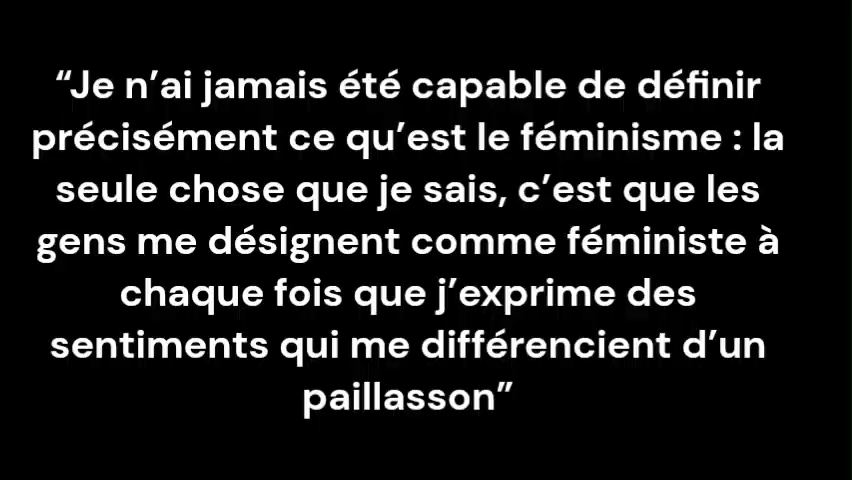 “Je n’ai jamais été capable de définir
précisément ce qu’est le féminisme : la
seule chose que je sais, c’est que les
gens me désignent comme féministe à
chaque fois que j’exprime des
sentiments qui me différencient d’un
paillasson”